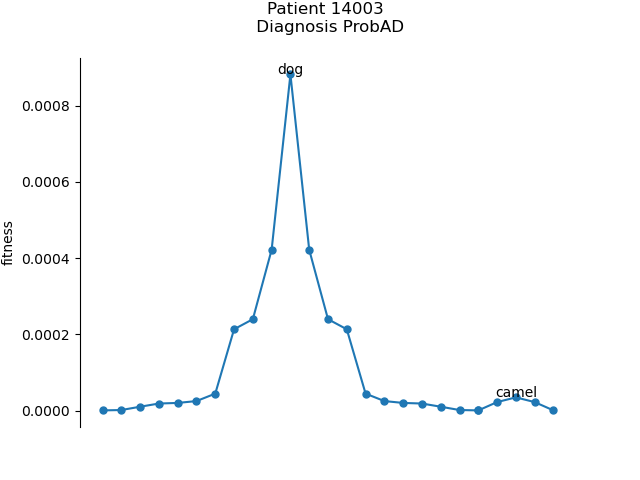 Patient 14003
Diagnosis ProbAD
dog
0.0008
0.0006
fitness
0.0004
0.0002
camel
0.0000